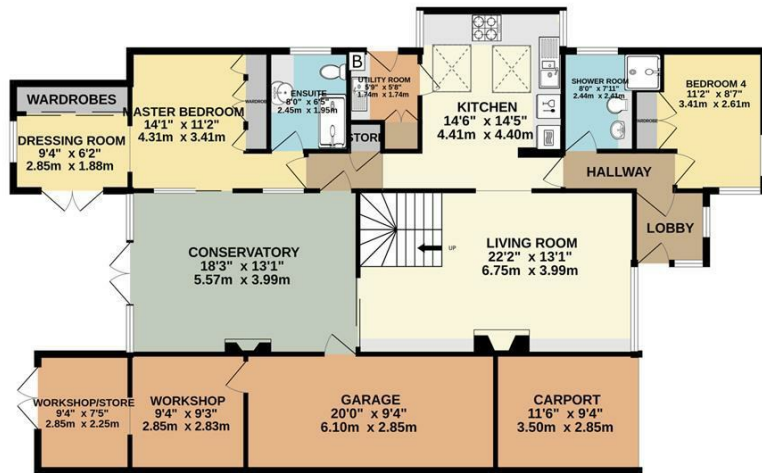 WARDROBES
DRESSING ROOM
9'4" x 6'2"
2.85m x 1.88m
MASTER BEDROOM
14'1" x 11'2"
4.31m x 3.41m
WARDROBE
ENSUITE
8'0" x 6'5"
2.45m x 1.95m
B
UTILITY ROOM
5'9" x 5'8"
1.74m x 1.74m
STORE
KITCHEN
14'6" x 14'5"
4.41m x 4.40m
SHOWER ROOM
8'0" x 7'11"
2.44m x 2.41m
WARDROBE
BEDROOM 4
11'2" x 8'7"
3.41m x 2.61m
HALLWAY
LOBBY
CONSERVATORY
18'3" x 13'1"
5.57m x 3.99m
UP
LIVING ROOM
22'2" x 13'1"
6.75m x 3.99m
WORKSHOP/STORE
9'4" x 7'5"
2.85m x 2.25m
WORKSHOP
9'4" x 9'3"
2.85m x 2.83m
GARAGE
20'0" x 9'4"
6.10m x 2.85m
CARPORT
11'6" x 9'4"
3.50m x 2.85m